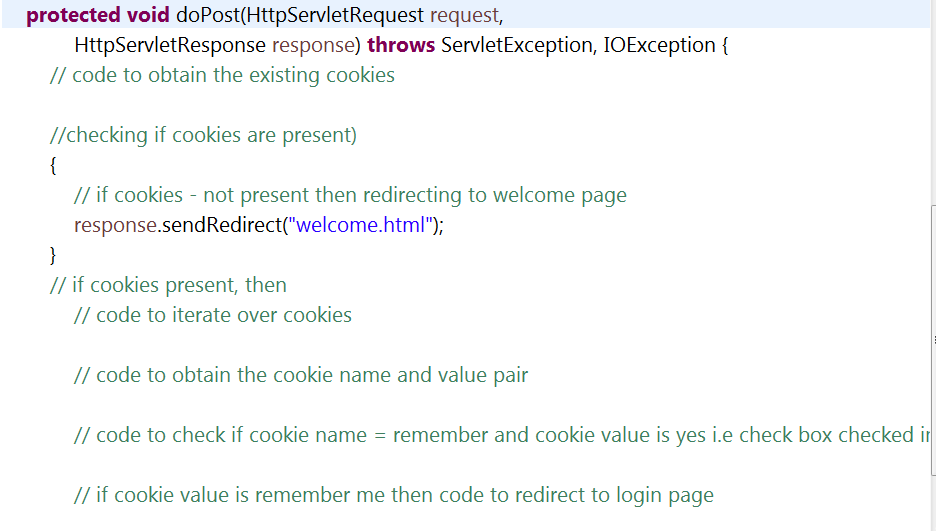 protected void doPost(HttpServletRequest request,
HttpServletResponse response) throws ServletException, IOException {
// code to obtain the existing cookies
//checking if cookies are present)
{
// if cookies - not present then redirecting to welcome page
response.sendRedirect("welcome.html");
}
// if cookies present, then
// code to iterate over cookies
// code to obtain the cookie name and value pair
// code to check if cookie name = remember and cookie value is yes i.e check box checked
// if cookie value is remember me then code to redirect to login page